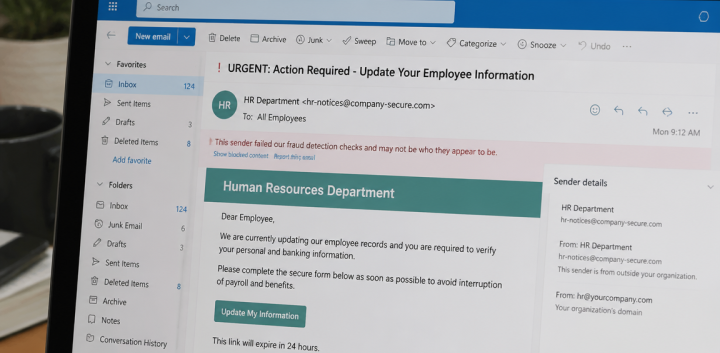 Search
New email
Delete
Archive
Junk
Sweep
Move to
Categorize
Snooze
Undo
Favorites
Inbox 124
Sent Items
Drafts 3
Deleted Items 8
Add favorite
Folders
Inbox 124
Junk Email 6
Drafts 3
Sent Items
Deleted Items 8
Archive
Notes
Conversation History
! URGENT: Action Required - Update Your Employee Information
HR
HR Department <hr-notices@company-secure.com>
To: All Employees
Mon 9:12 AM
! This sender failed our fraud detection checks and may not be who they appear to be.
Show blocked content Report this email
Human Resources Department
Dear Employee,
We are currently updating our employee records and you are required to verify
your personal and banking information.
Please complete the secure form below as soon as possible to avoid interruption
of payroll and benefits.
Update My Information
This link will expire in 24 hours.
Sender details
HR Department
hr-notices@company-secure.com
From: HR Department
hr-notices@company-secure.com
This sender is from outside your organization.
From: hr@yourcompany.com
Your organization's domain